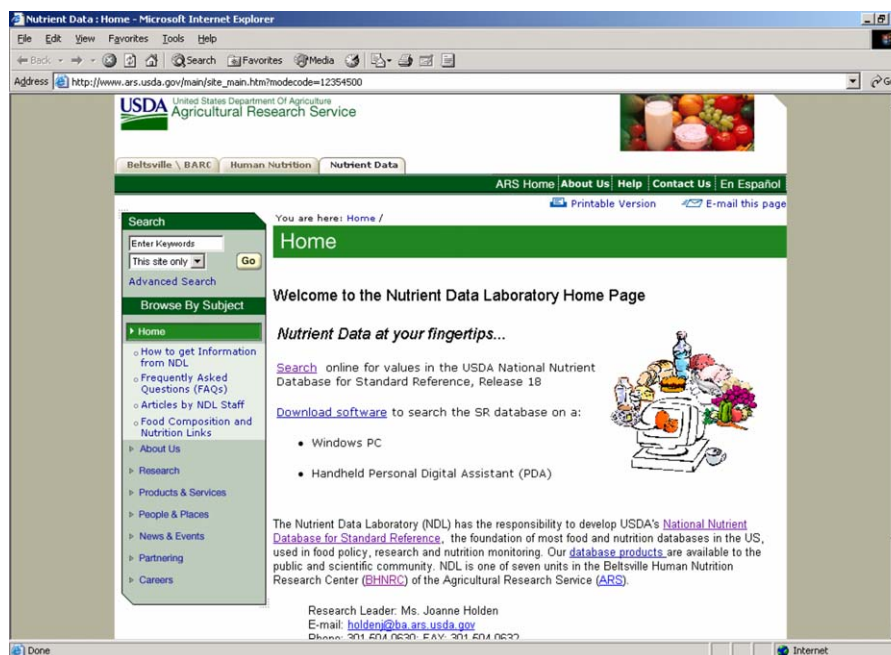 Nutrient Data : Home - Microsoft Internet Explorer
File Edit View Favorites Tools Help
Back Search Favorites Media
Address http://www.ars.usda.gov/main/site_main.htm?modecode=12354500
USDA United States Department Of Agriculture
Agricultural Research Service
Beltsville \ BARC Human Nutrition Nutrient Data
ARS Home About Us Help Contact Us En Español
Printable Version E-mail this page
Search
Enter Keywords
This site only Go
Advanced Search
Browse By Subject
Home
How to get Information
from NDL
Frequently Asked
Questions (FAQs)
Articles by NDL Staff
Food Composition and
Nutrition Links
About Us
Research
Products & Services
People & Places
News & Events
Partnering
Careers
You are here: Home /
Home
Welcome to the Nutrient Data Laboratory Home Page
Nutrient Data at your fingertips...
Search online for values in the USDA National Nutrient
Database for Standard Reference, Release 18
Download software to search the SR database on a:
• Windows PC
• Handheld Personal Digital Assistant (PDA)
The Nutrient Data Laboratory (NDL) has the responsibility to develop USDA's National Nutrient
Database for Standard Reference, the foundation of most food and nutrition databases in the US,
used in food policy, research and nutrition monitoring. Our database products are available to the
public and scientific community. NDL is one of seven units in the Beltsville Human Nutrition
Research Center (BHNRC) of the Agricultural Research Service (ARS).
Research Leader: Ms. Joanne Holden
E-mail: holdenj@ba.ars.usda.gov
Phone: 301-504-0630; FAX: 301-504-0632
Done Internet